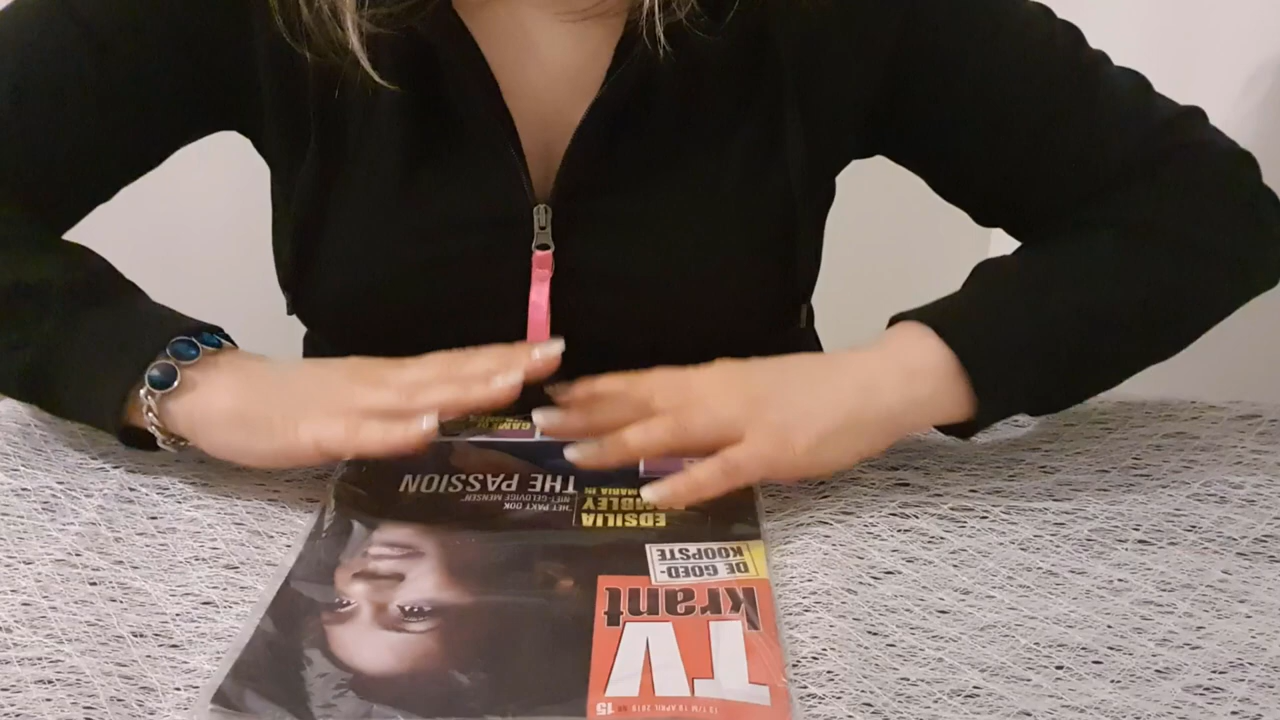 TV
krant
15
DE GOED-
KOOPSTE
EDSILIA
MARIA IN
"HET PAKT OOK
NIET-GELOVIGE MENSEN"
THE PASSION